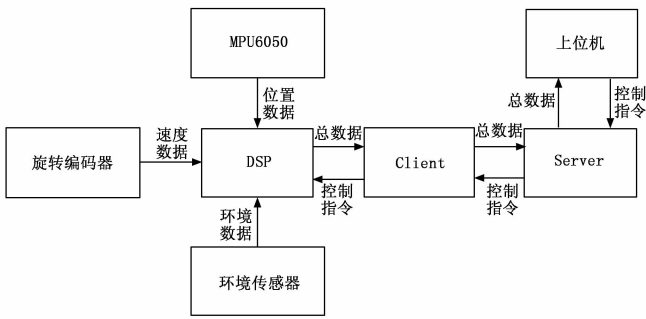 MPU6050
上位机
位置
数据
总数据
控制
指令
速度
数据
总数据
总数据
旋转编码器
DSP
Client
Server
控制
指令
控制
指令
环境
数据
环境传感器